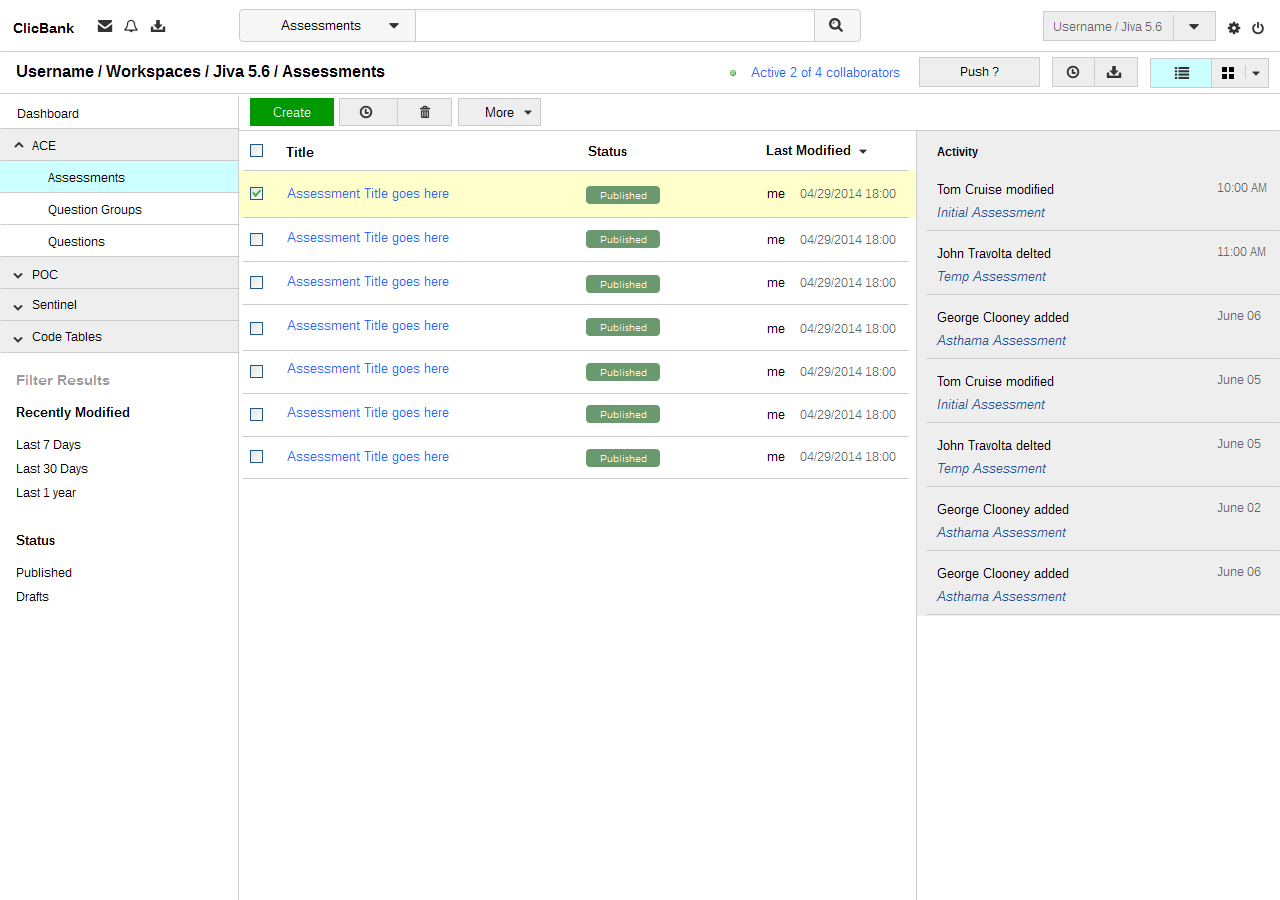 ClicBank
Assessments
Username / Jiva 5.6
Username / Workspaces / Jiva 5.6 / Assessments
Active 2 of 4 collaborators
Push ?
Dashboard
ACE
Assessments
Question Groups
Questions
POC
Sentinel
Code Tables
Filter Results
Recently Modified
Last 7 Days
Last 30 Days
Last 1 year
Status
Published
Drafts
Create
More
Title Status Last Modified
Assessment Title goes here Published me 04/29/2014 18:00
Assessment Title goes here Published me 04/29/2014 18:00
Assessment Title goes here Published me 04/29/2014 18:00
Assessment Title goes here Published me 04/29/2014 18:00
Assessment Title goes here Published me 04/29/2014 18:00
Assessment Title goes here Published me 04/29/2014 18:00
Assessment Title goes here Published me 04/29/2014 18:00
Activity
Tom Cruise modified 10:00 AM
Initial Assessment
John Travolta delted 11:00 AM
Temp Assessment
George Clooney added June 06
Asthama Assessment
Tom Cruise modified June 05
Initial Assessment
John Travolta delted June 05
Temp Assessment
George Clooney added June 02
Asthama Assessment
George Clooney added June 06
Asthama Assessment